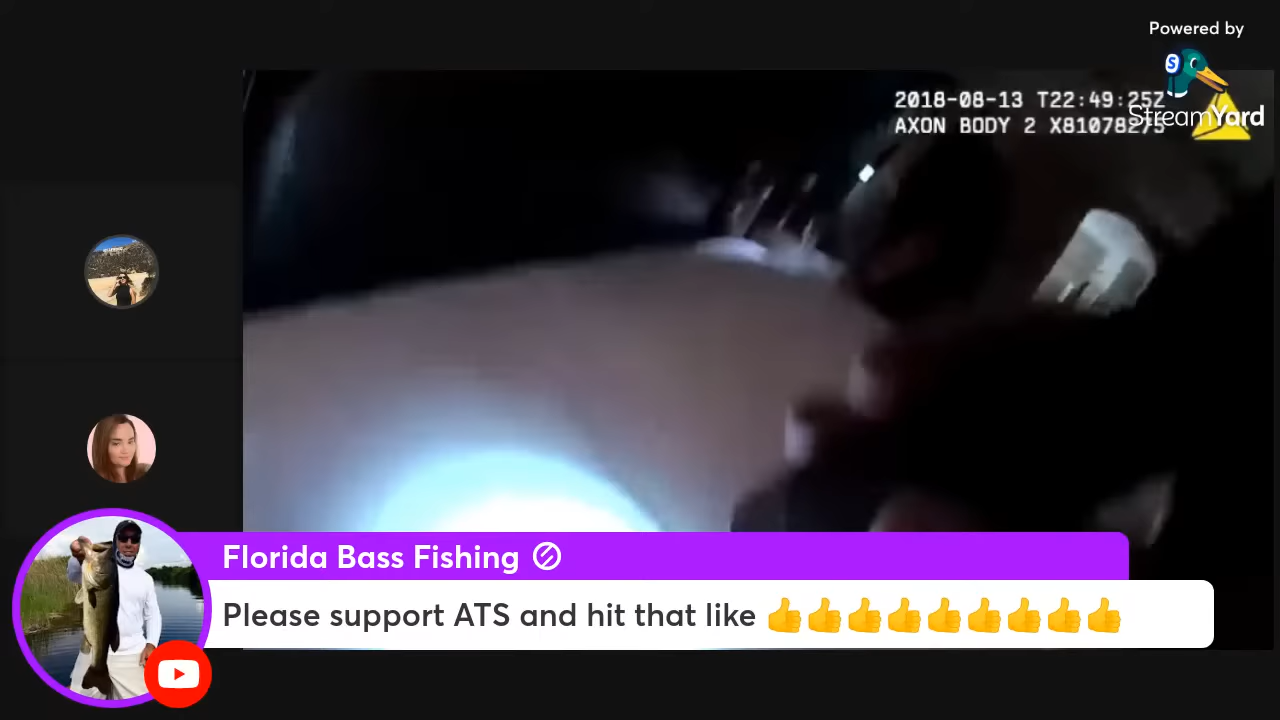 Powered by
StreamYard
2018-08-13 T22:49:25Z
AXON BODY 2 X81078275
Florida Bass Fishing
Please support ATS and hit that like 👍👍👍👍👍👍👍👍👍